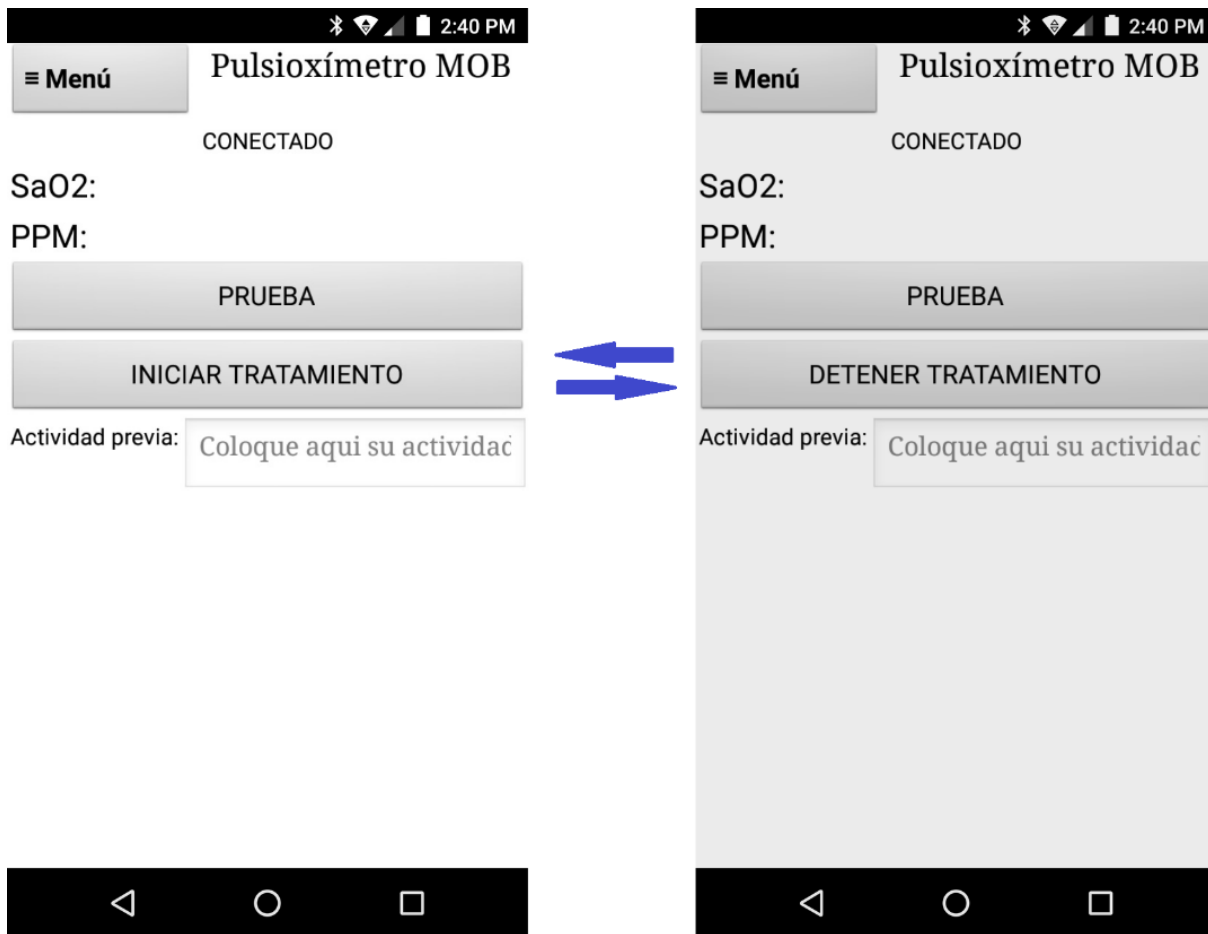 2:40 PM
≡ Menú
Pulsioxímetro MOB
CONECTADO
SaO2:
PPM:
PRUEBA
INICIAR TRATAMIENTO
Actividad previa:
Coloque aqui su actividad
2:40 PM
≡ Menú
Pulsioxímetro MOB
CONECTADO
SaO2:
PPM:
PRUEBA
DETENER TRATAMIENTO
Actividad previa:
Coloque aqui su actividad